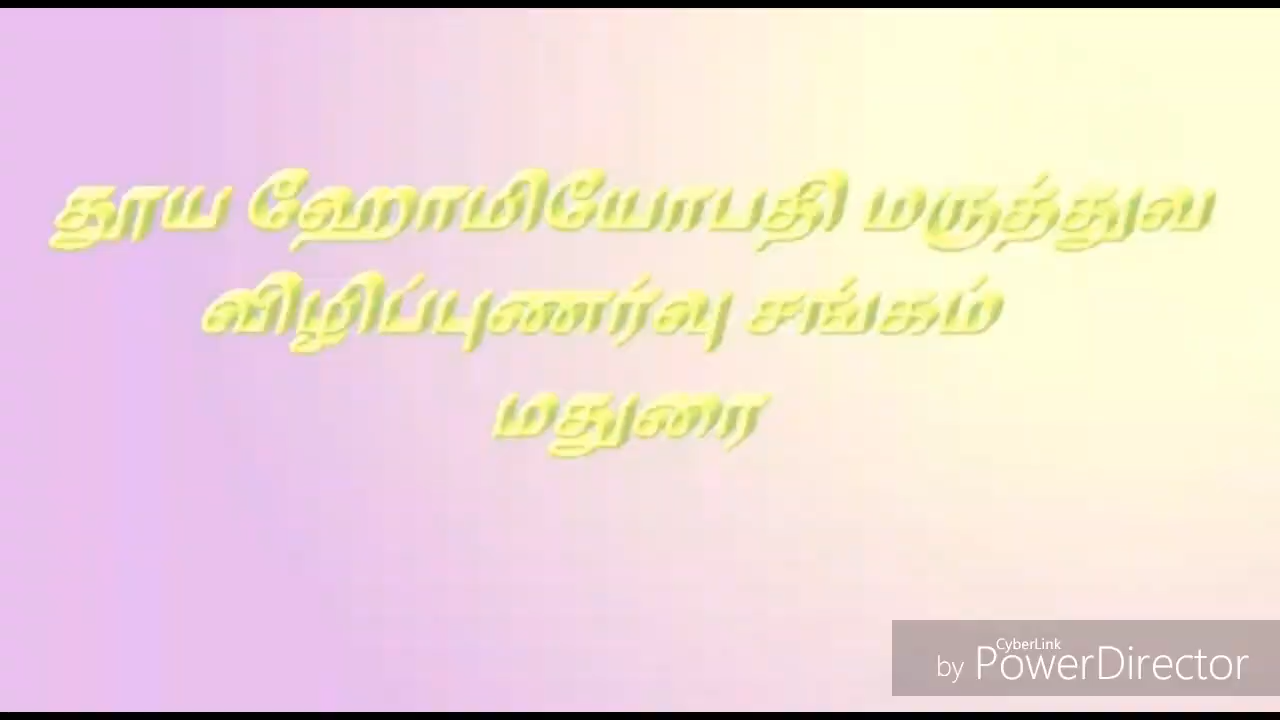 தூய ஹோமியோபதி மருத்துவ
விழிப்புணர்வு சங்கம்
மதுரை
CyberLink
by PowerDirector